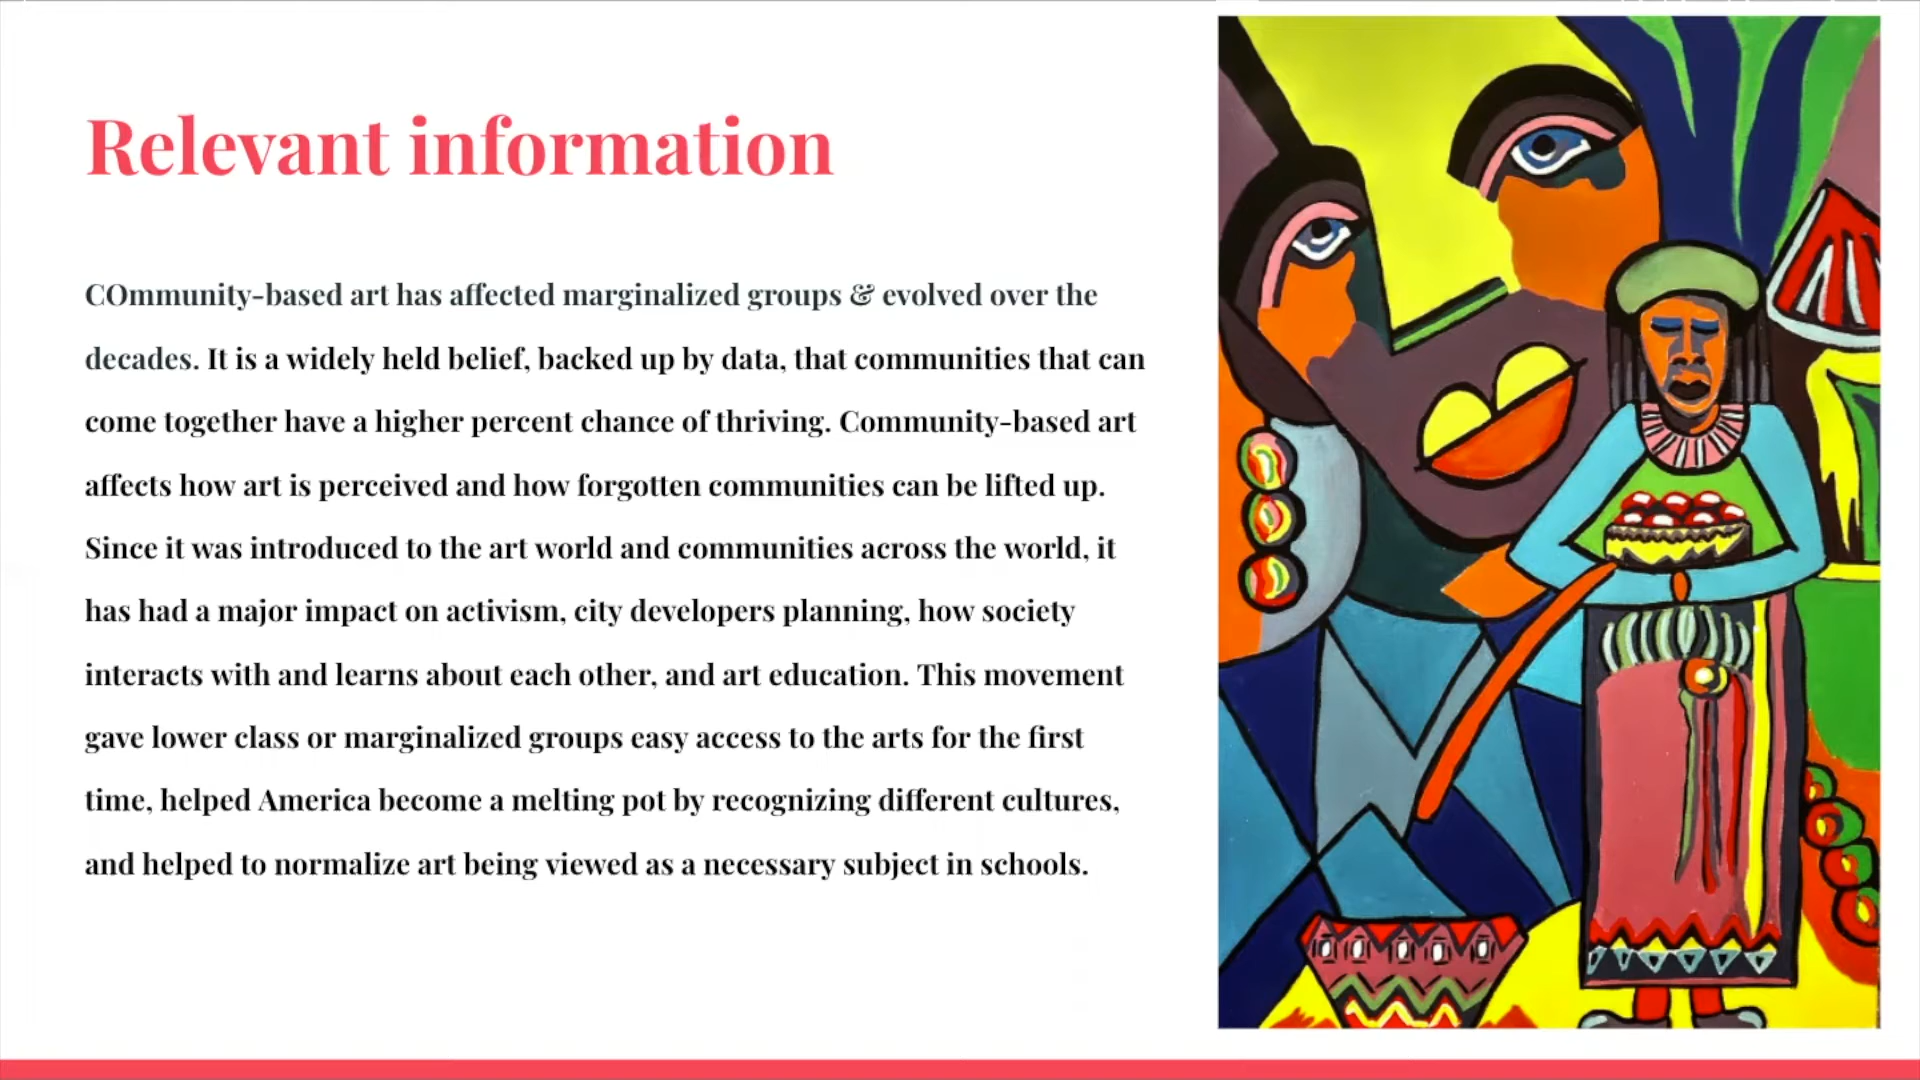 Relevant information
COmmunity-based art has affected marginalized groups & evolved over the
decades. It is a widely held belief, backed up by data, that communities that can
come together have a higher percent chance of thriving. Community-based art
affects how art is perceived and how forgotten communities can be lifted up.
Since it was introduced to the art world and communities across the world, it
has had a major impact on activism, city developers planning, how society
interacts with and learns about each other, and art education. This movement
gave lower class or marginalized groups easy access to the arts for the first
time, helped America become a melting pot by recognizing different cultures,
and helped to normalize art being viewed as a necessary subject in schools.